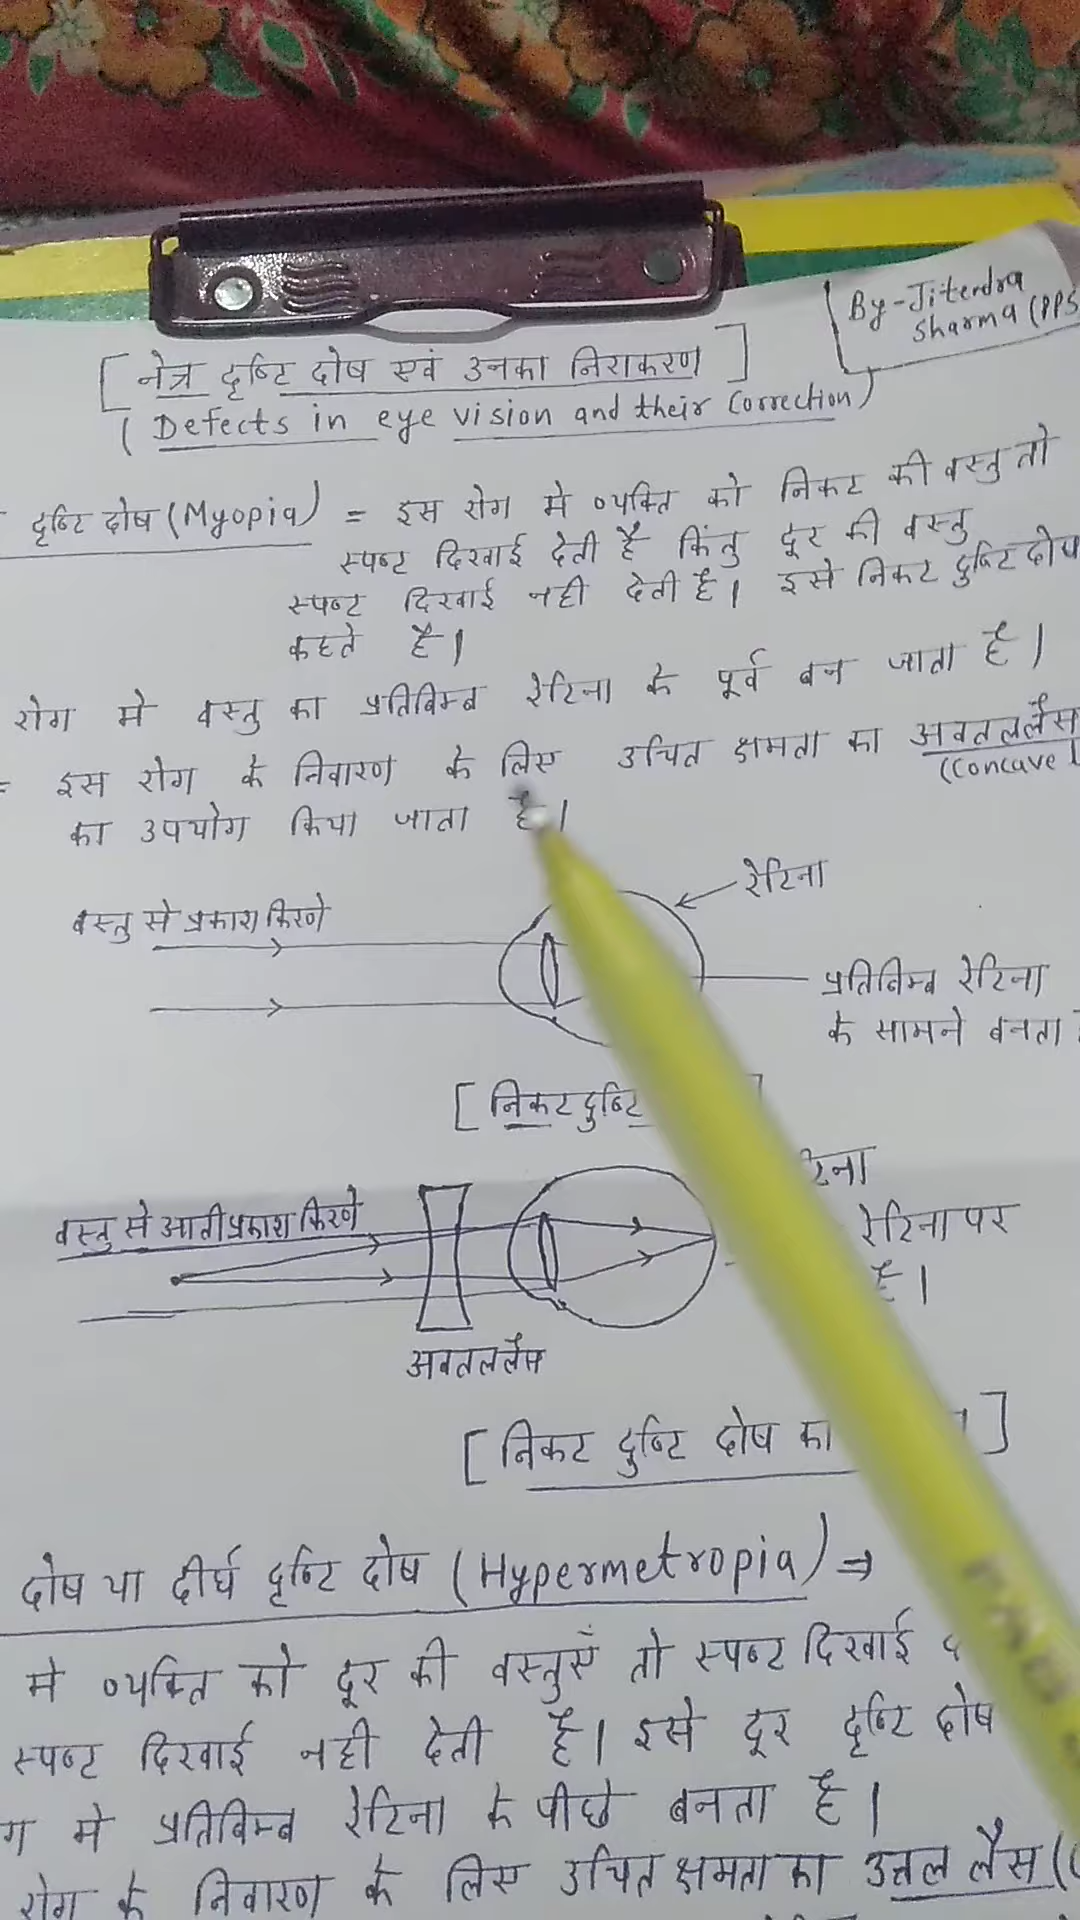 By-Jitendra
Sharma (PPS
[ नेत्र दृष्टि दोष एवं उनका निराकरण ]
( Defects in eye vision and their Correction)
दृष्टि दोष (Myopia) = इस रोग मे व्यक्ति को निकट की वस्तु तो
स्पष्ट दिखाई देती है किंतु दूर की वस्तु
स्पष्ट दिखाई नही देती है। इसे निकट दृष्टि दोष
कहते है।
रोग मे वस्तु का प्रतिबिम्ब रेटिना के पूर्व बन जाता है।
= इस रोग के निवारण के लिए उचित क्षमता का अवतल लैंस
(Concave
का उपयोग किया जाता है।
रेटिना
वस्तु से प्रकाश किरणे
प्रतिबिम्ब रेटिना
के सामने बनता
[ निकट दृष्टि
वस्तु से आती प्रकाश किरणे
रेटिना पर
है।
अवतल लैंस
[ निकट दृष्टि दोष का ]
दोष या दीर्घ दृष्टि दोष (Hypermetropia) ⇒
मे व्यक्ति को दूर की वस्तुएँ तो स्पष्ट दिखाई
स्पष्ट दिखाई नही देती है। इसे दूर दृष्टि दोष
ग मे प्रतिबिम्ब रेटिना के पीछे बनता है।
रोग के निवारण के लिए उचित क्षमता का उत्तल लैंस (